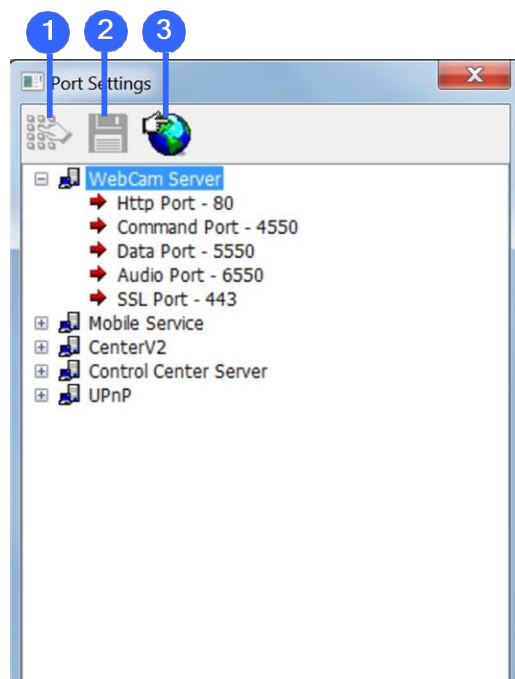 1 2 3
Port Settings
WebCam Server
Http Port - 80
Command Port - 4550
Data Port - 5550
Audio Port - 6550
SSL Port - 443
Mobile Service
CenterV2
Control Center Server
UPnP